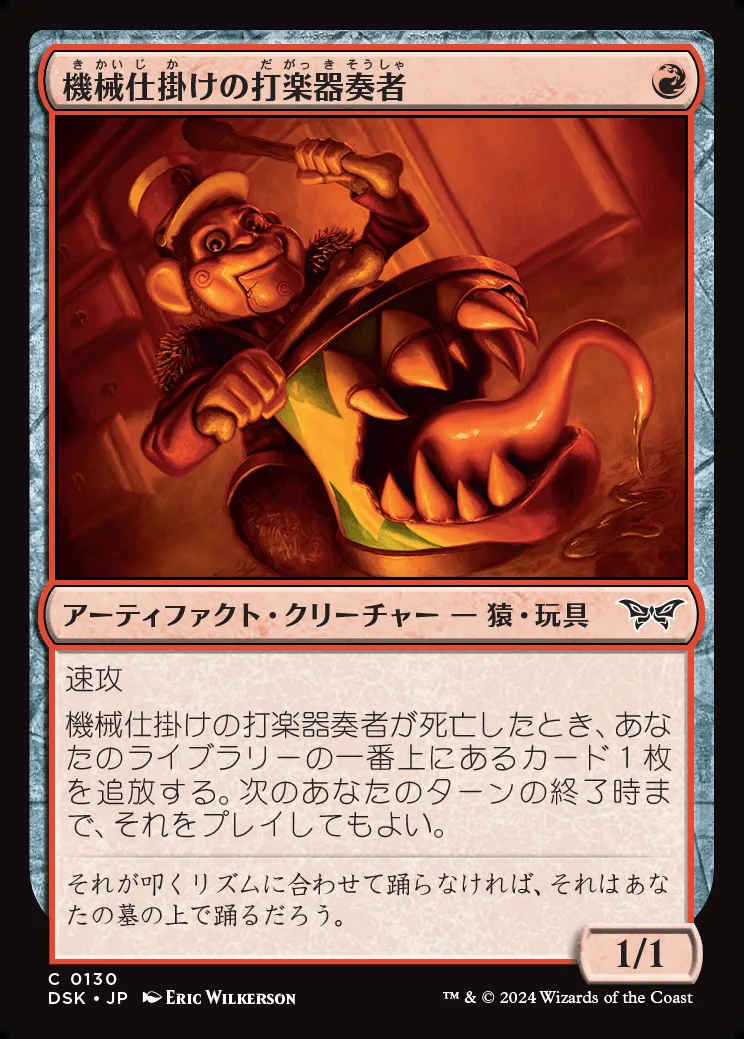 きかいじか だがっきそうしゃ
機械仕掛けの打楽器奏者
アーティファクト・クリーチャー — 猿・玩具
速攻
機械仕掛けの打楽器奏者が死亡したとき、あな
たのライブラリーの一番上にあるカード１枚
を追放する。次のあなたのターンの終了時ま
で、それをプレイしてもよい。
それが叩くリズムに合わせて踊らなければ、それはあな
たの墓の上で踊るだろう。
1/1
C 0130
DSK • JP Eric Wilkerson
™ & © 2024 Wizards of the Coast